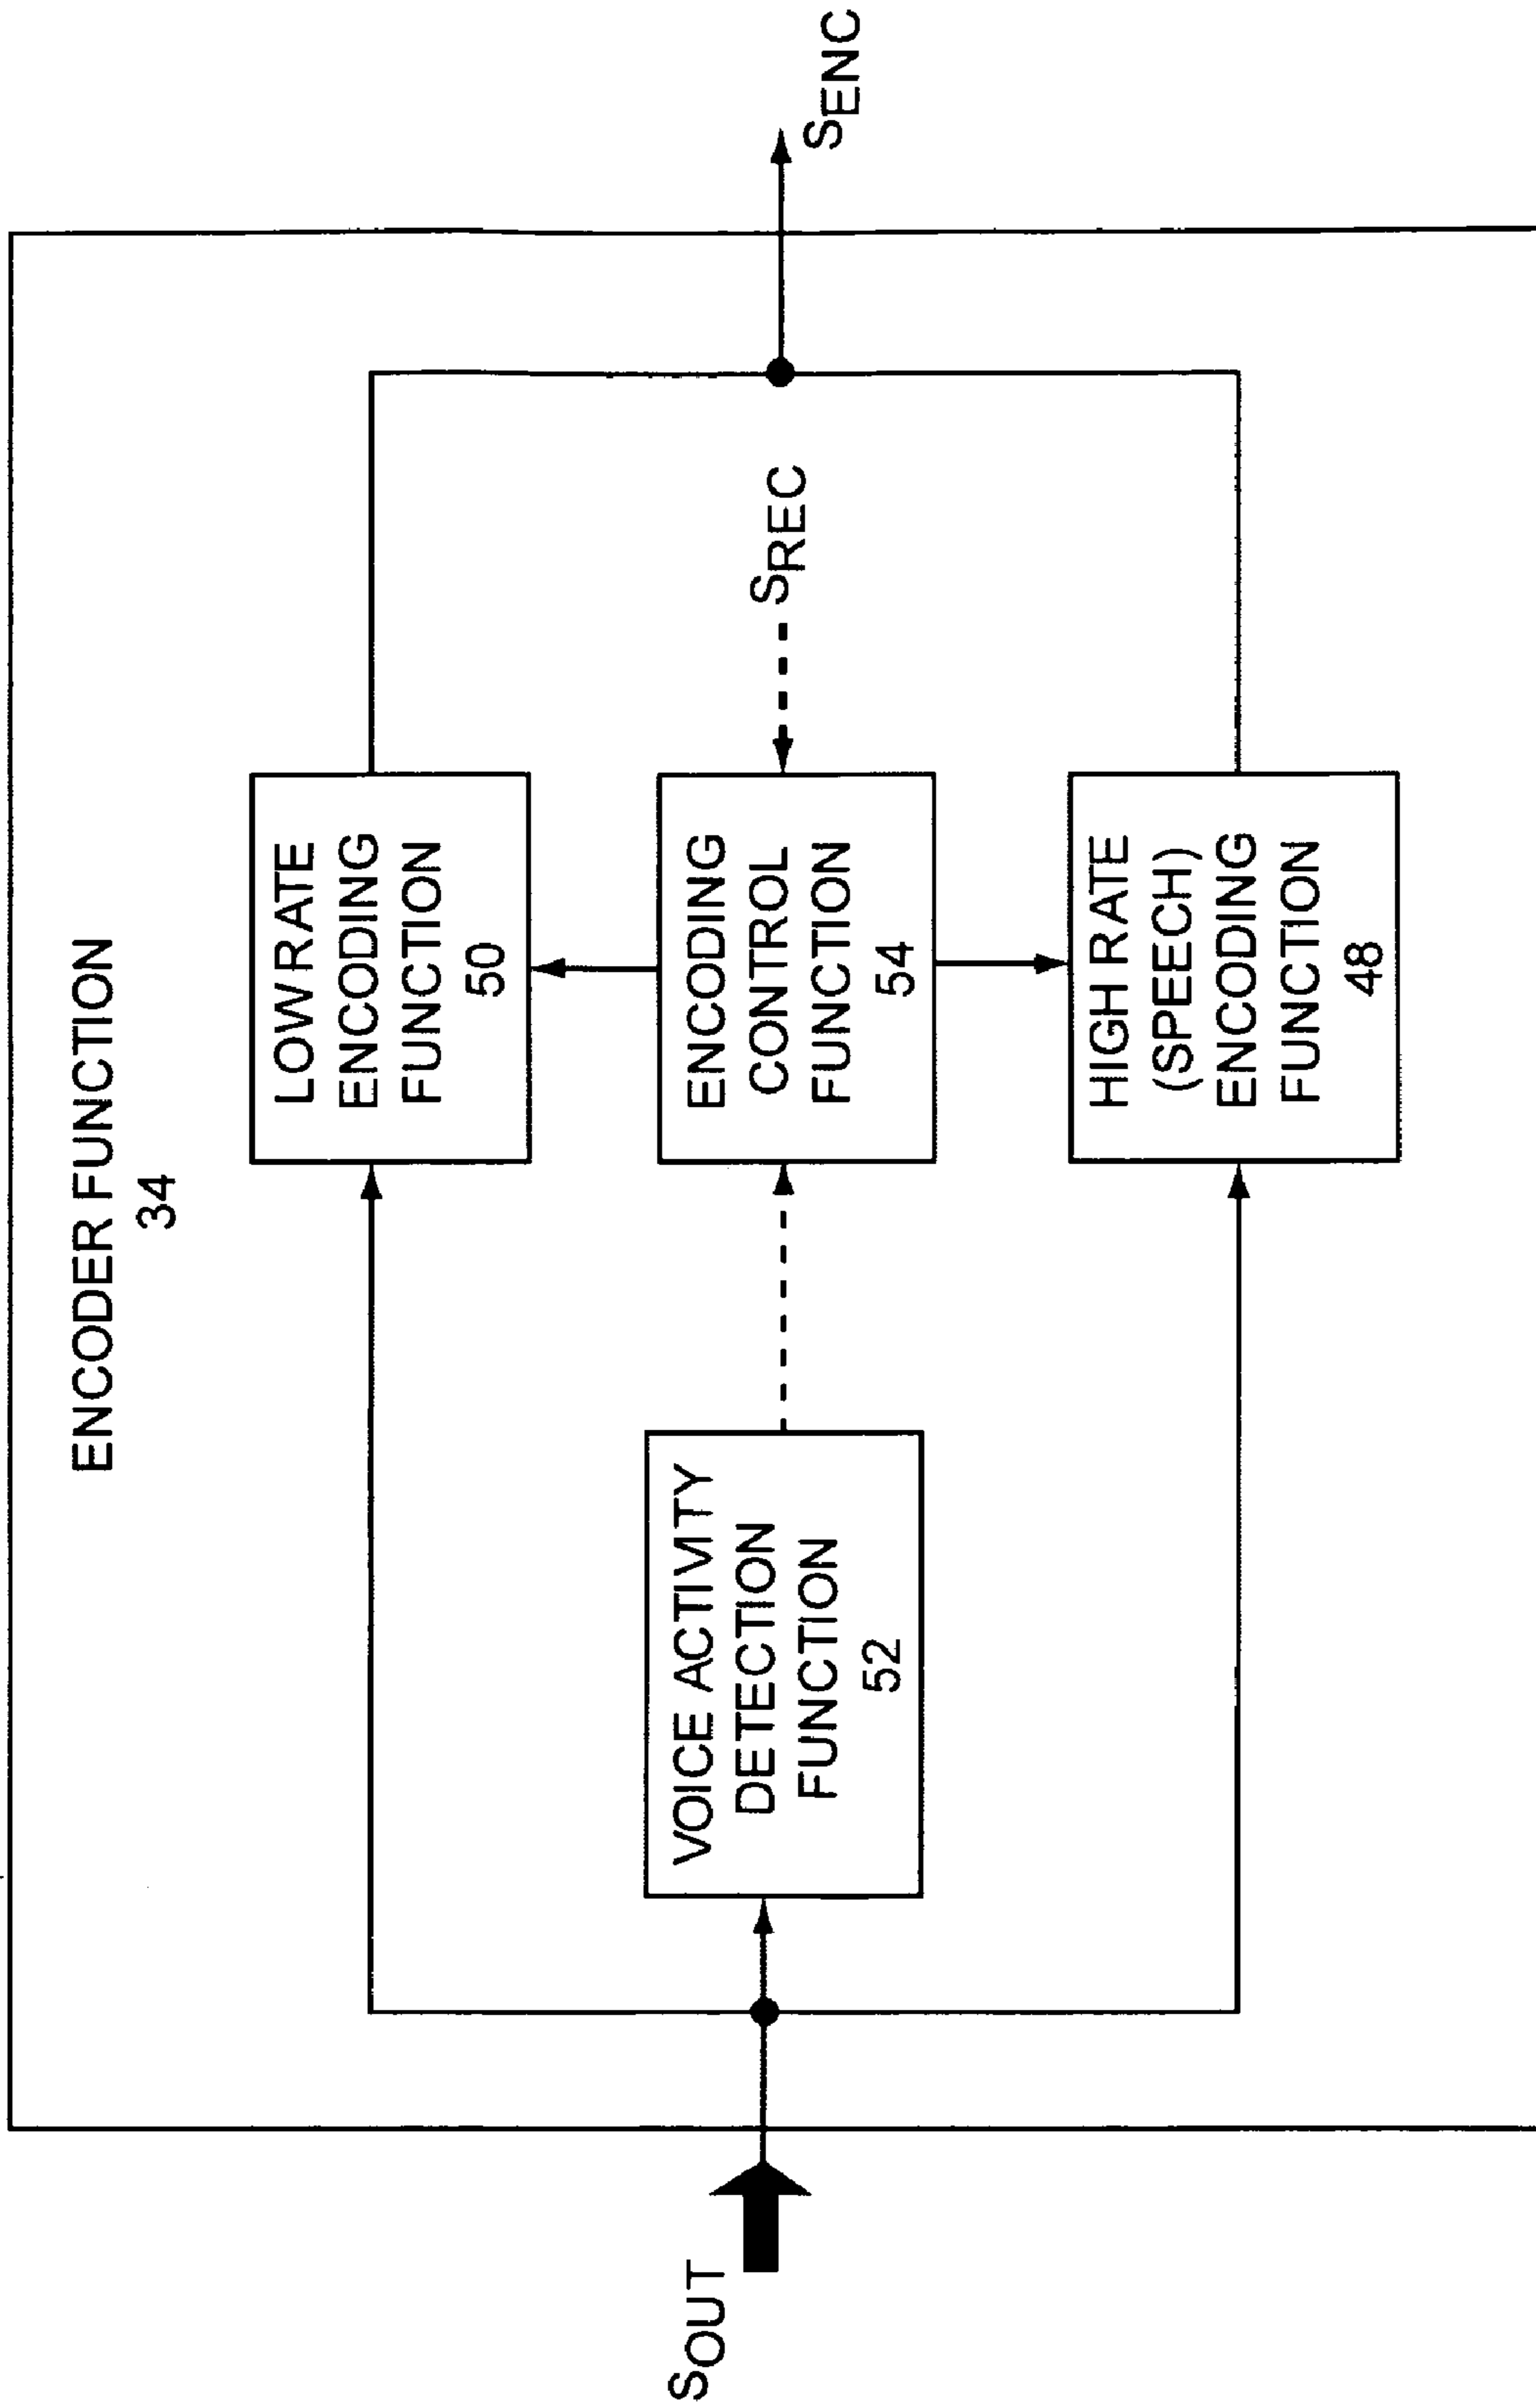 ENCODER FUNCTION
34
SOUT
VOICE ACTIVITY
DETECTION
FUNCTION
52
LOW RATE
ENCODING
FUNCTION
50
ENCODING
CONTROL
FUNCTION
54
HIGH RATE
(SPEECH)
ENCODING
FUNCTION
48
SREC
SENC